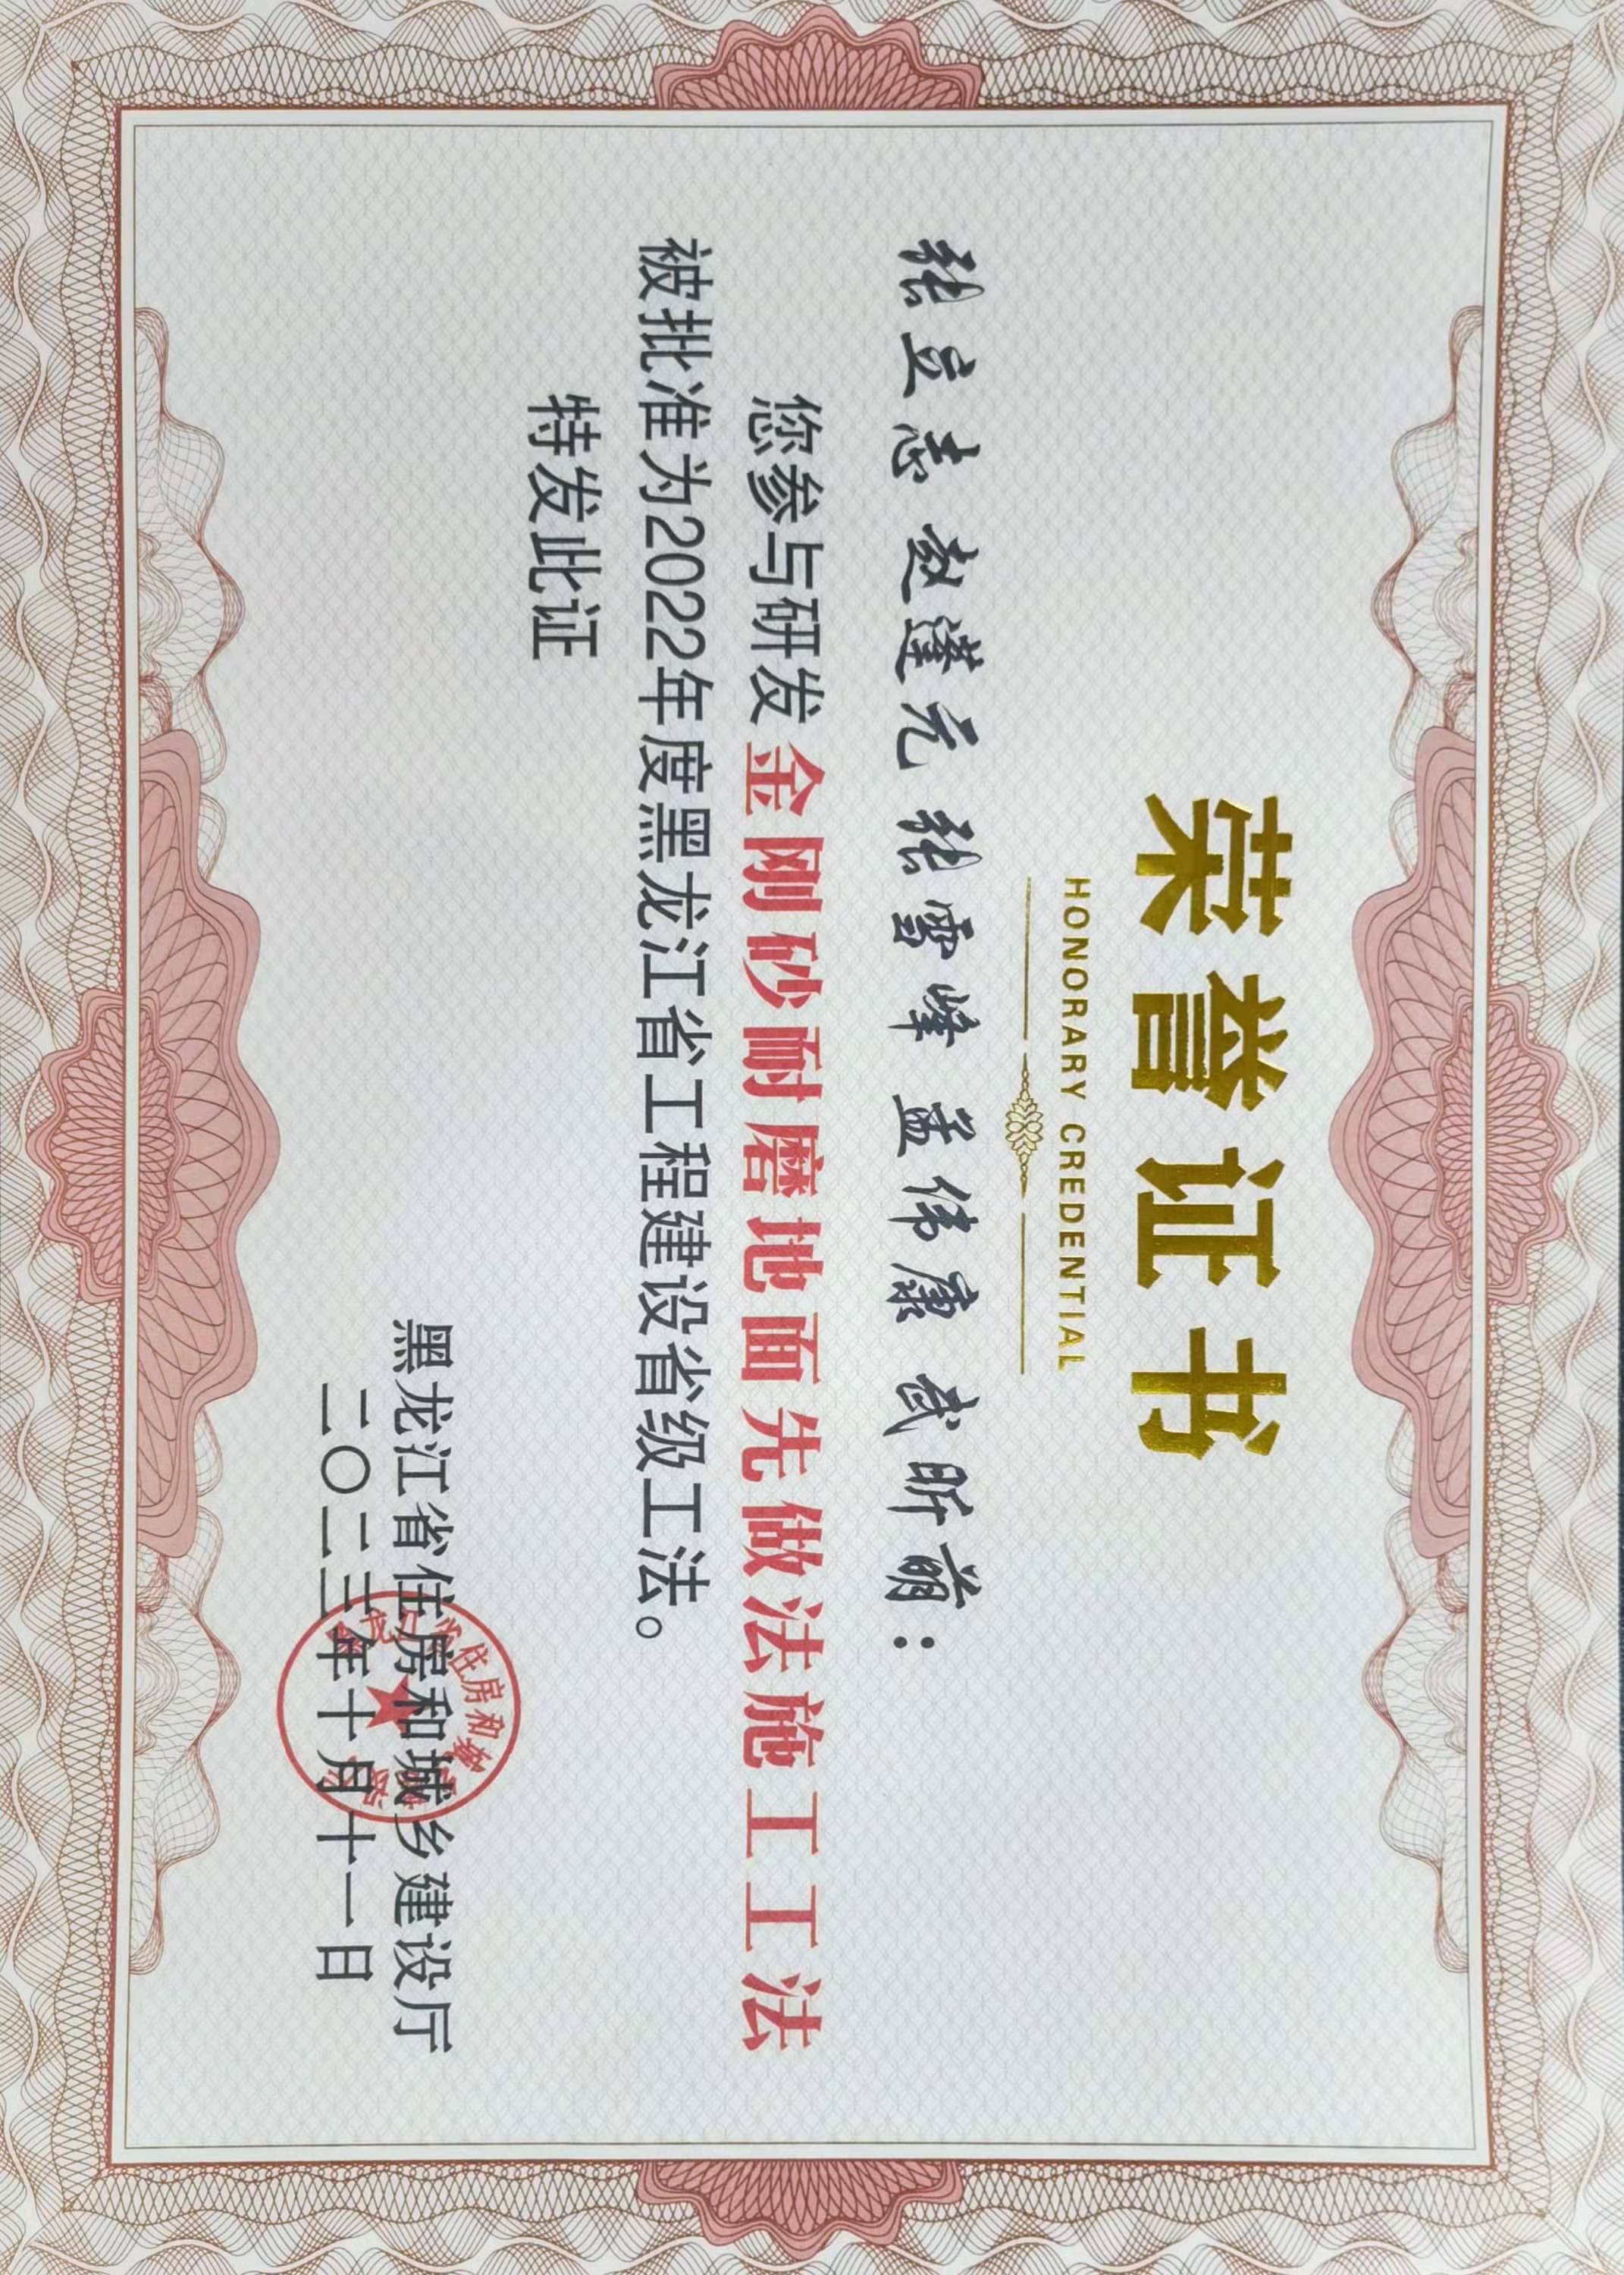 荣誉证书
HONORARY CREDENTIAL
张立志 赵莲元 张雪峰 孟伟康 武昕萌：
您参与研发金刚砂耐磨地面先做法施工工法
被批准为2022年度黑龙江省工程建设省级工法。
特发此证
黑龙江省住房和城乡建设厅
二〇二三年十月十一日